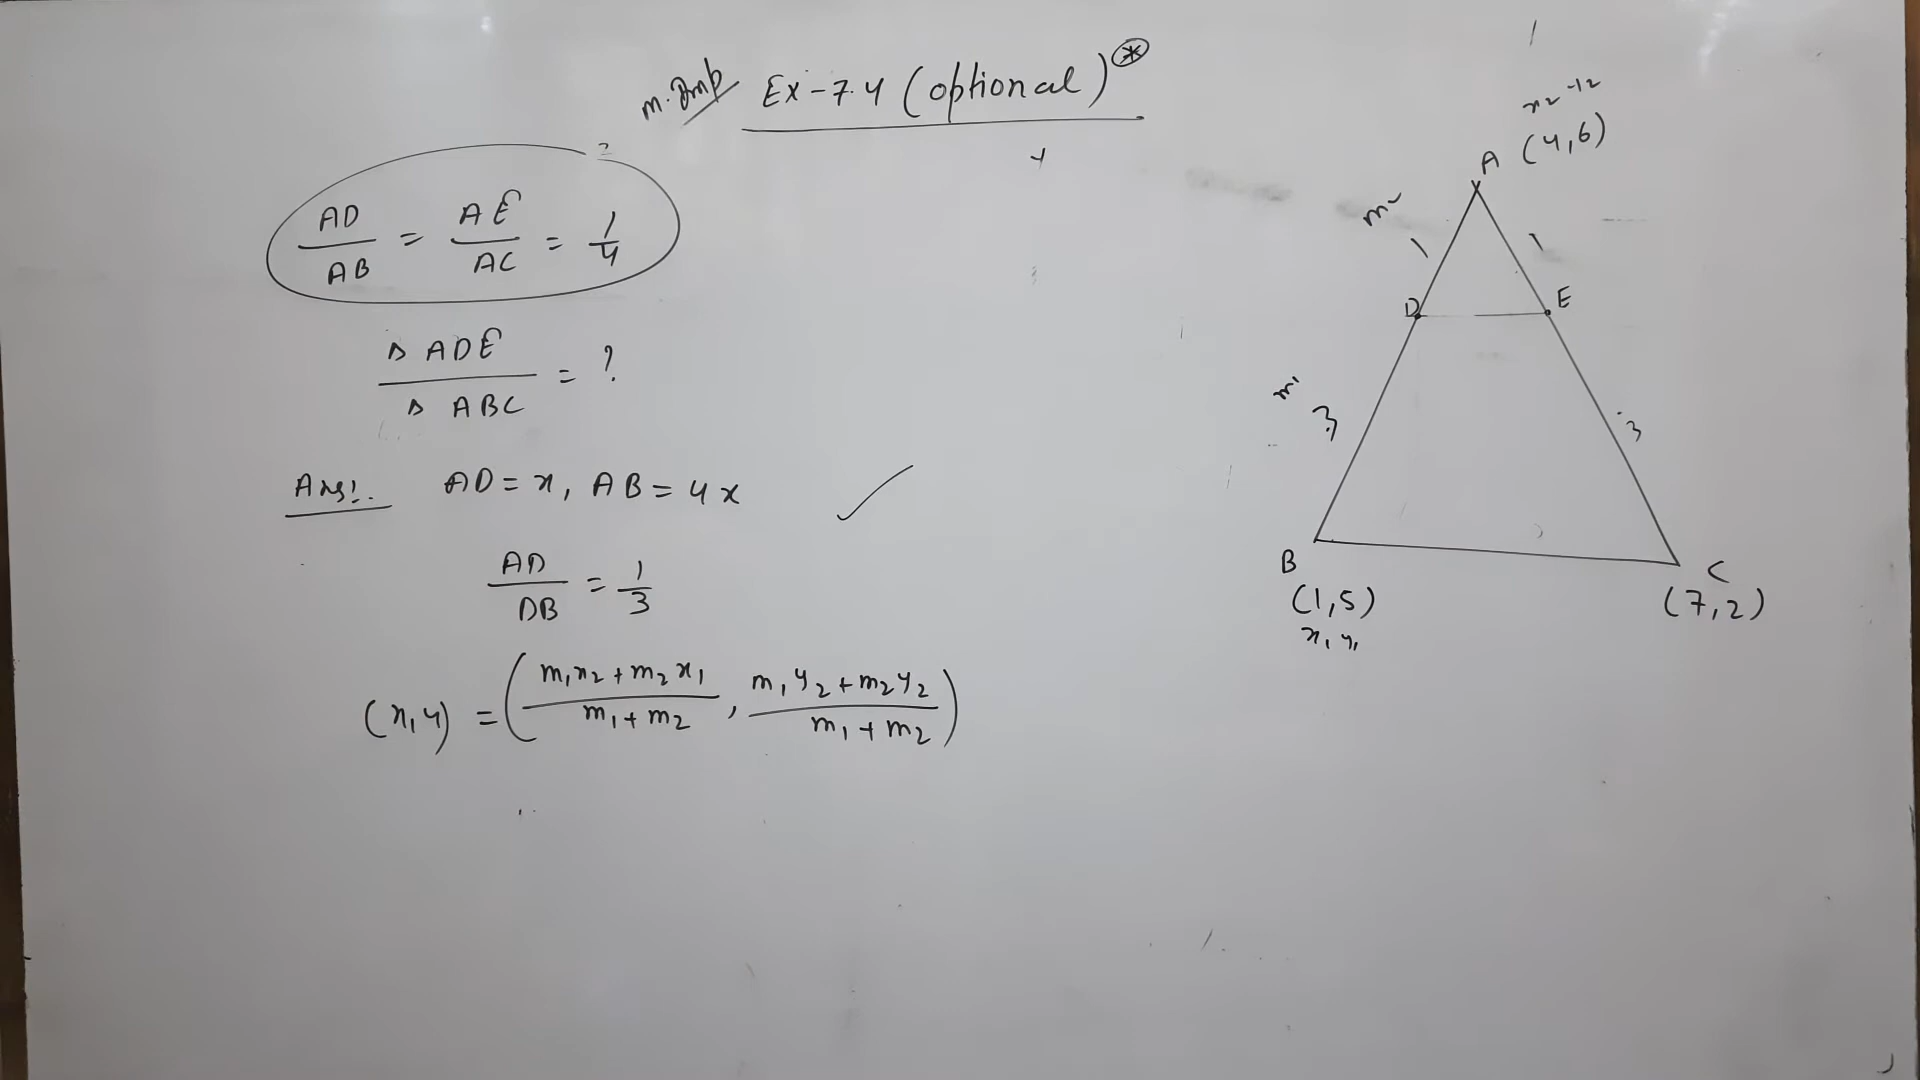 m. Imp Ex-7.4 (optional) *
AD/AB = AE/AC = 1/4
Δ ADE / Δ ABC = ?
Ans:. AD = x, AB = 4x
AD/DB = 1/3
(x,y) = ( m1x2 + m2x1 / m1 + m2 , m1y2 + m2y2 / m1 + m2 )
x2 y2
A (4,6)
m2
1 1
D E
m1
3 3
B C
(1,5) (7,2)
x1 y1